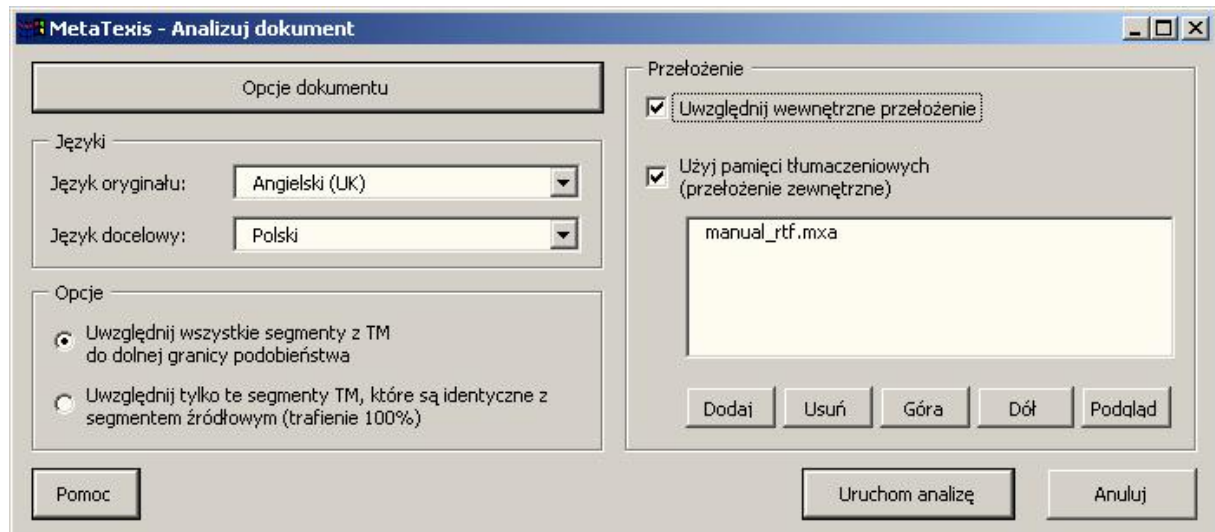 MetaTexis - Analizuj dokument
Opcje dokumentu
Języki
Język oryginału:
Angielski (UK)
Język docelowy:
Polski
Opcje
Uwzględnij wszystkie segmenty z TM
do dolnej granicy podobieństwa
Uwzględnij tylko te segmenty TM, które są identyczne z
segmentem źródłowym (trafienie 100%)
Pomoc
Przełożenie
Uwzględnij wewnętrzne przełożenie
Użyj pamięci tłumaczeniowych
(przełożenie zewnętrzne)
manual_rtf.mxa
Dodaj
Usuń
Góra
Dół
Podgląd
Uruchom analizę
Anuluj